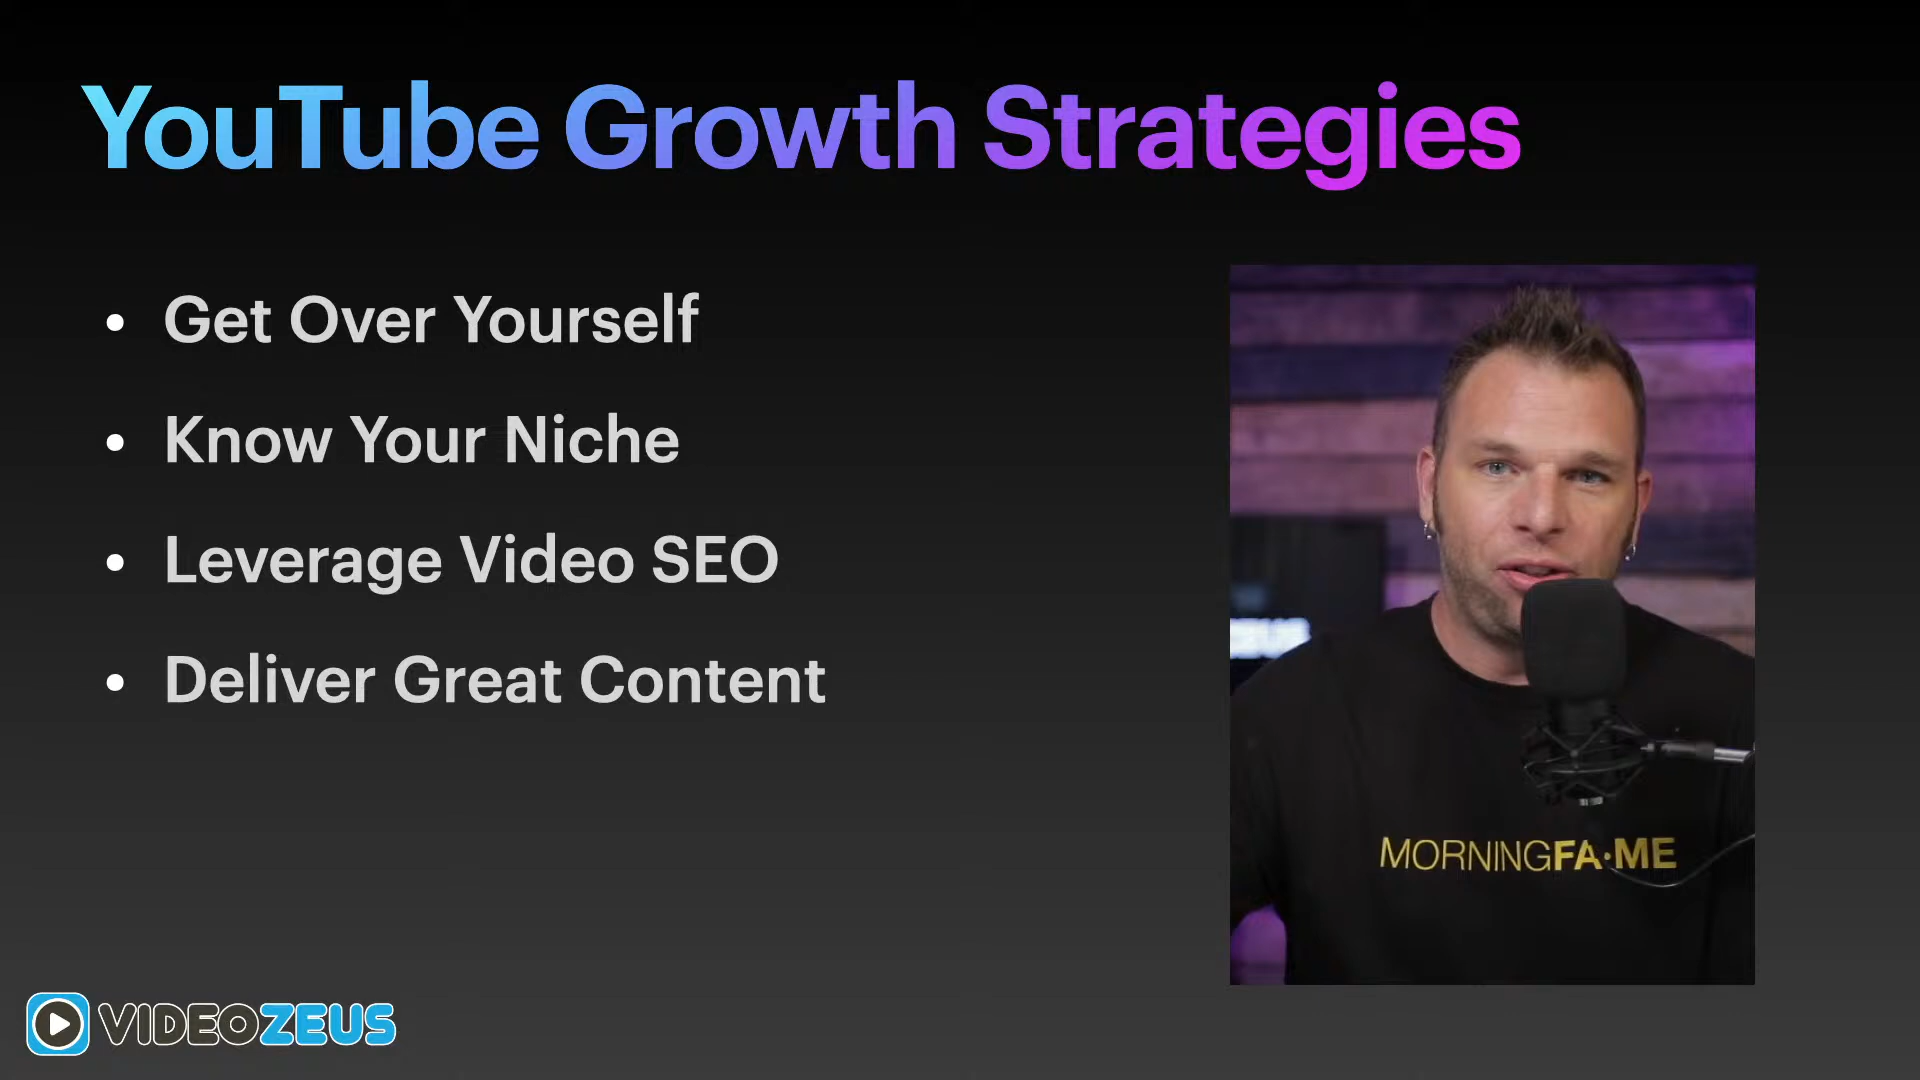 YouTube Growth Strategies
• Get Over Yourself
• Know Your Niche
• Leverage Video SEO
• Deliver Great Content
MORNINGFA·ME
VIDEOZEUS